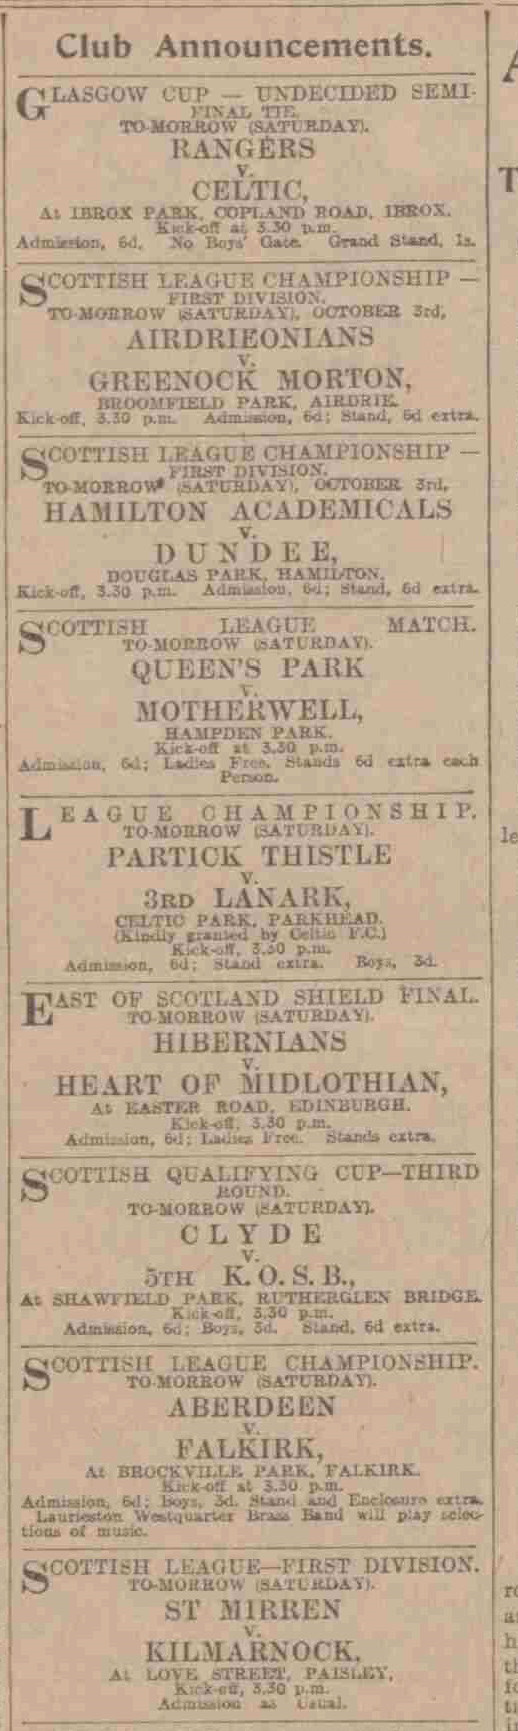 Club Announcements.
GLASGOW CUP — UNDECIDED SEMI-
FINAL TIE.
TO-MORROW (SATURDAY).
RANGERS
v.
CELTIC,
At IBROX PARK, COPLAND ROAD, IBROX.
Kick-off at 3.30 p.m.
Admission, 6d. No Boys' Gate. Grand Stand, 1s.
SCOTTISH LEAGUE CHAMPIONSHIP —
FIRST DIVISION.
TO-MORROW (SATURDAY), OCTOBER 3rd,
AIRDRIEONIANS
v.
GREENOCK MORTON,
BROOMFIELD PARK, AIRDRIE.
Kick-off, 3.30 p.m. Admission, 6d; Stand, 6d extra.
SCOTTISH LEAGUE CHAMPIONSHIP —
FIRST DIVISION.
TO-MORROW (SATURDAY), OCTOBER 3rd,
HAMILTON ACADEMICALS
v.
DUNDEE,
DOUGLAS PARK, HAMILTON.
Kick-off, 3.30 p.m. Admission, 6d; Stand, 6d extra.
SCOTTISH LEAGUE MATCH.
TO-MORROW (SATURDAY).
QUEEN'S PARK
v.
MOTHERWELL,
HAMPDEN PARK.
Kick-off at 3.30 p.m.
Admission, 6d; Ladies Free. Stands 6d extra each
Person.
LEAGUE CHAMPIONSHIP.
TO-MORROW (SATURDAY).
PARTICK THISTLE
v.
3RD LANARK,
CELTIC PARK, PARKHEAD.
(Kindly granted by Celtic F.C.)
Kick-off, 3.30 p.m.
Admission, 6d; Stand extra. Boys, 3d.
EAST OF SCOTLAND SHIELD FINAL.
TO-MORROW (SATURDAY).
HIBERNIANS
v.
HEART OF MIDLOTHIAN,
At EASTER ROAD, EDINBURGH.
Kick-off, 3.30 p.m.
Admission, 6d; Ladies Free. Stands extra.
SCOTTISH QUALIFYING CUP—THIRD
ROUND.
TO-MORROW (SATURDAY).
CLYDE
v.
5TH K.O.S.B.,
At SHAWFIELD PARK, RUTHERGLEN BRIDGE.
Kick-off, 3.30 p.m.
Admission, 6d; Boys, 3d. Stand, 6d extra.
SCOTTISH LEAGUE CHAMPIONSHIP.
TO-MORROW (SATURDAY).
ABERDEEN
v.
FALKIRK,
At BROCKVILLE PARK, FALKIRK.
Kick-off at 3.30 p.m.
Admission, 6d; Boys, 3d. Stand and Enclosure extra.
Laurieston Westquarter Brass Band will play selec-
tions of music.
SCOTTISH LEAGUE—FIRST DIVISION.
TO-MORROW (SATURDAY).
ST MIRREN
v.
KILMARNOCK,
At LOVE STREET, PAISLEY,
Kick-off, 3.30 p.m.
Admission as Usual.